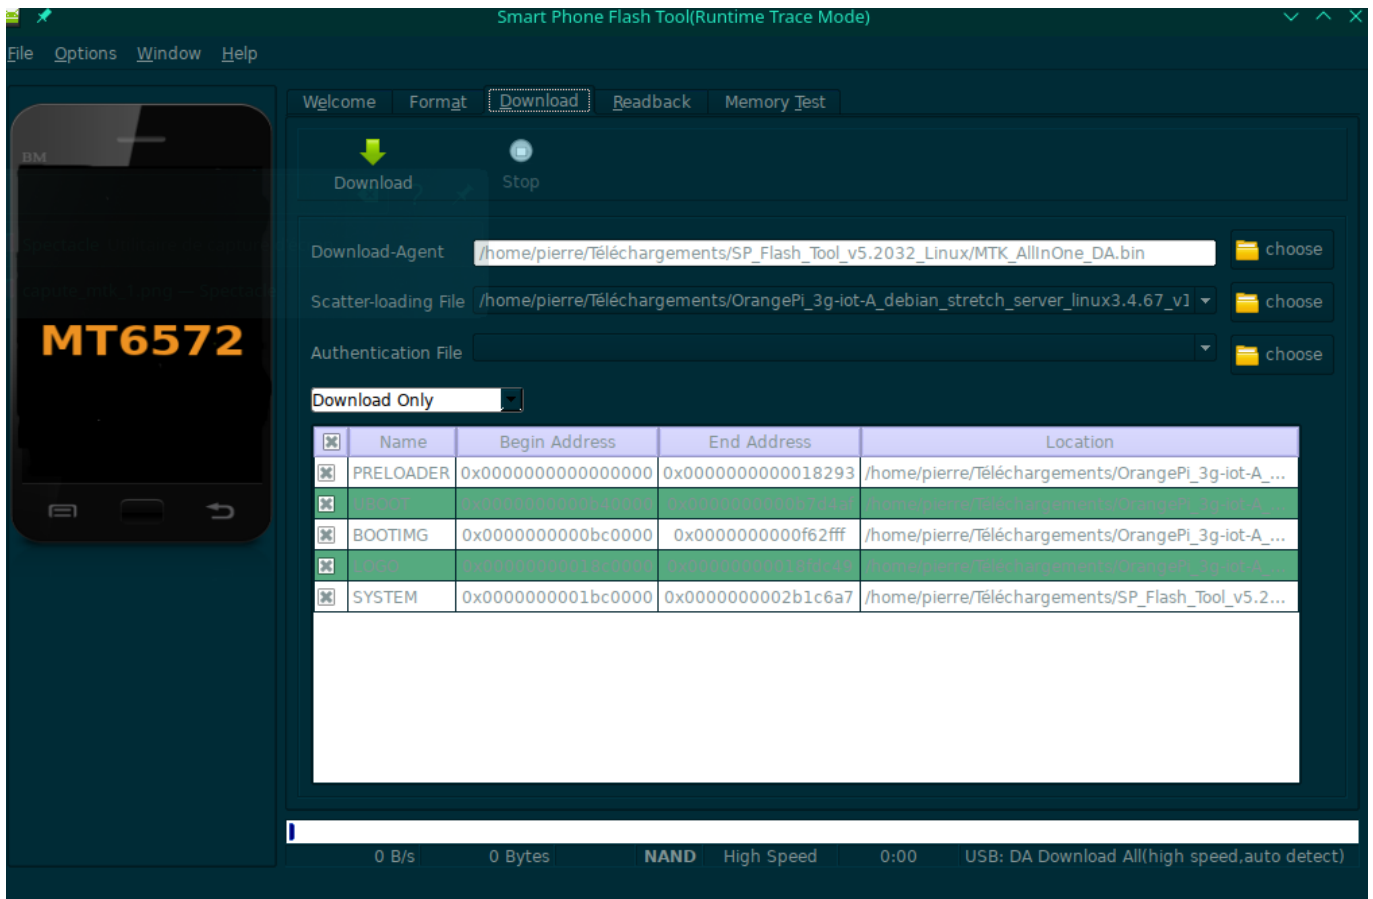 Smart Phone Flash Tool(Runtime Trace Mode)
File Options Window Help
Welcome Format Download Readback Memory Test
BM
Download Stop
Download-Agent /home/pierre/Téléchargements/SP_Flash_Tool_v5.2032_Linux/MTK_AllInOne_DA.bin choose
Scatter-loading File /home/pierre/Téléchargements/OrangePi_3g-iot-A_debian_stretch_server_linux3.4.67_v1 choose
MT6572
Authentication File choose
Download Only
Name Begin Address End Address Location
PRELOADER 0x0000000000000000 0x0000000000018293 /home/pierre/Téléchargements/OrangePi_3g-iot-A_...
BOOTIMG 0x0000000000bc0000 0x0000000000f62fff /home/pierre/Téléchargements/OrangePi_3g-iot-A_...
SYSTEM 0x0000000001bc0000 0x0000000002b1c6a7 /home/pierre/Téléchargements/SP_Flash_Tool_v5.2...
0 B/s 0 Bytes NAND High Speed 0:00 USB: DA Download All(high speed,auto detect)